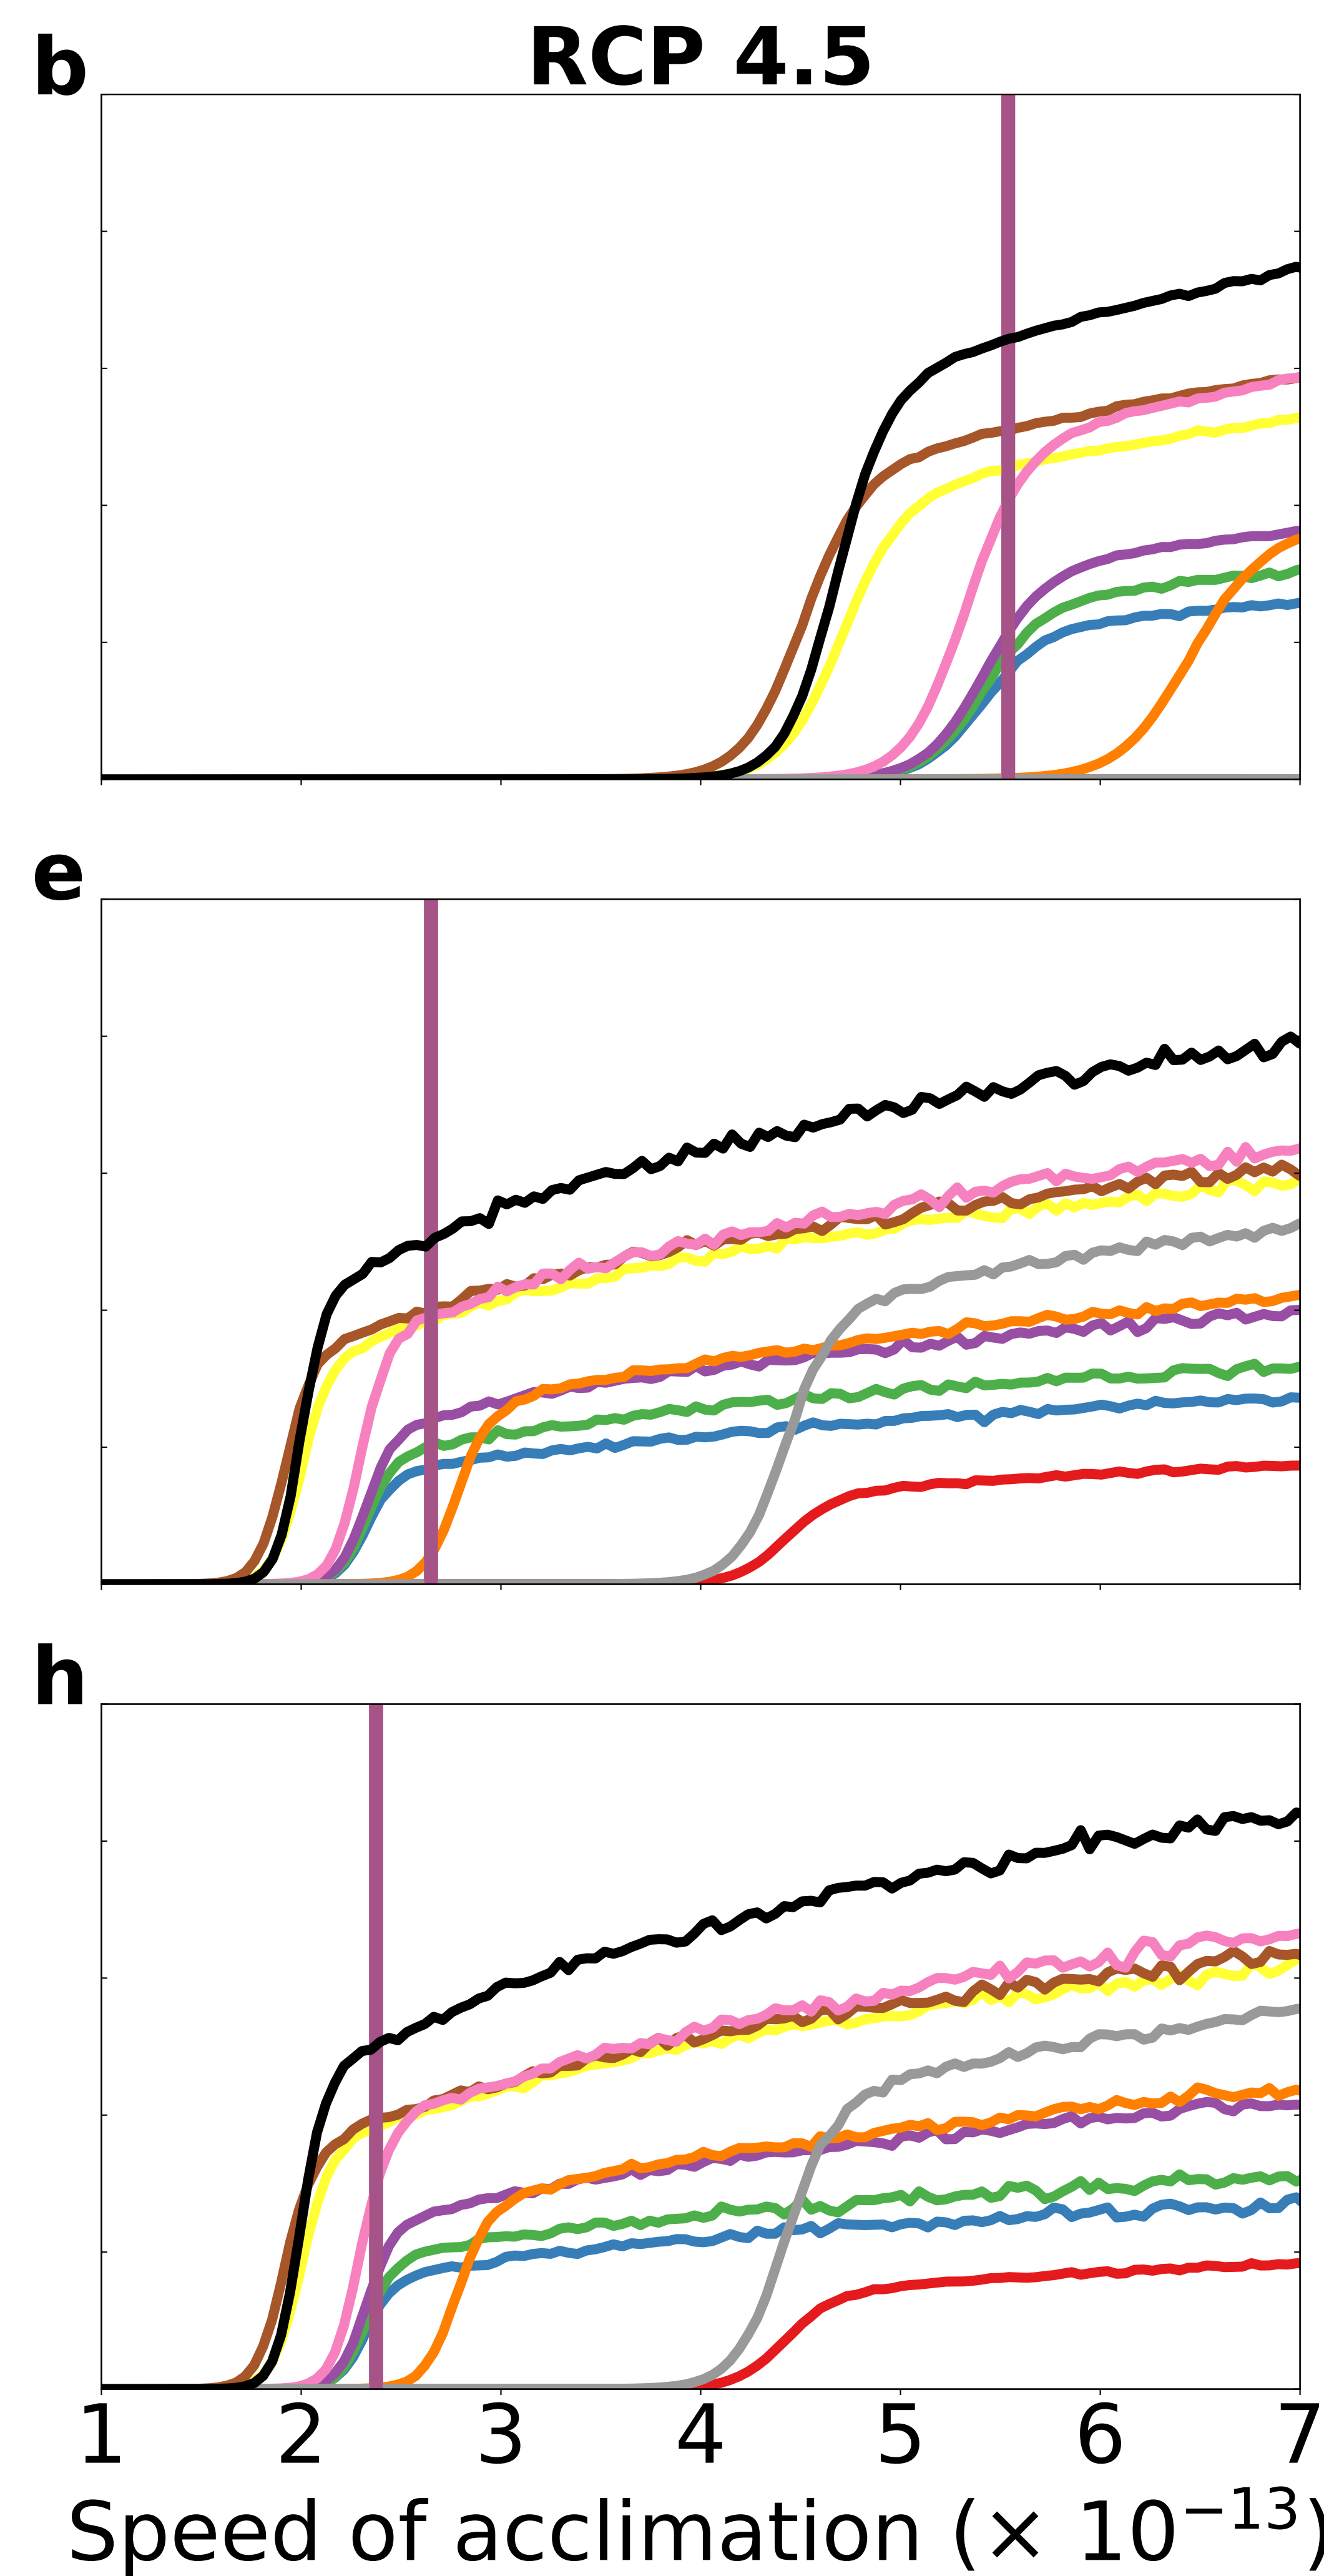 b
RCP 4.5
e
h
1 2 3 4 5 6 7
Speed of acclimation (× 10⁻¹³)